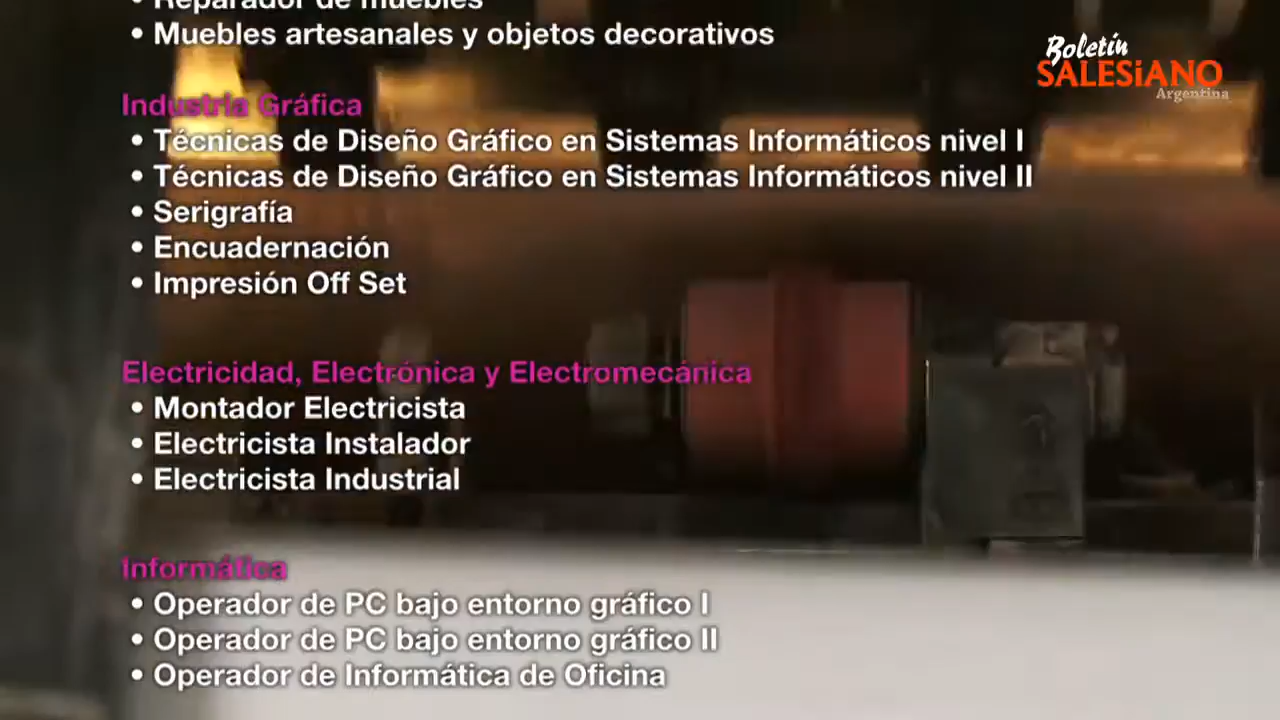 Reparador de muebles
• Muebles artesanales y objetos decorativos
Boletín
SALESiANO
Argentina
Industria Gráfica
• Técnicas de Diseño Gráfico en Sistemas Informáticos nivel I
• Técnicas de Diseño Gráfico en Sistemas Informáticos nivel II
• Serigrafía
• Encuadernación
• Impresión Off Set
Electricidad, Electrónica y Electromecánica
• Montador Electricista
• Electricista Instalador
• Electricista Industrial
Informática
• Operador de PC bajo entorno gráfico I
• Operador de PC bajo entorno gráfico II
• Operador de Informática de Oficina